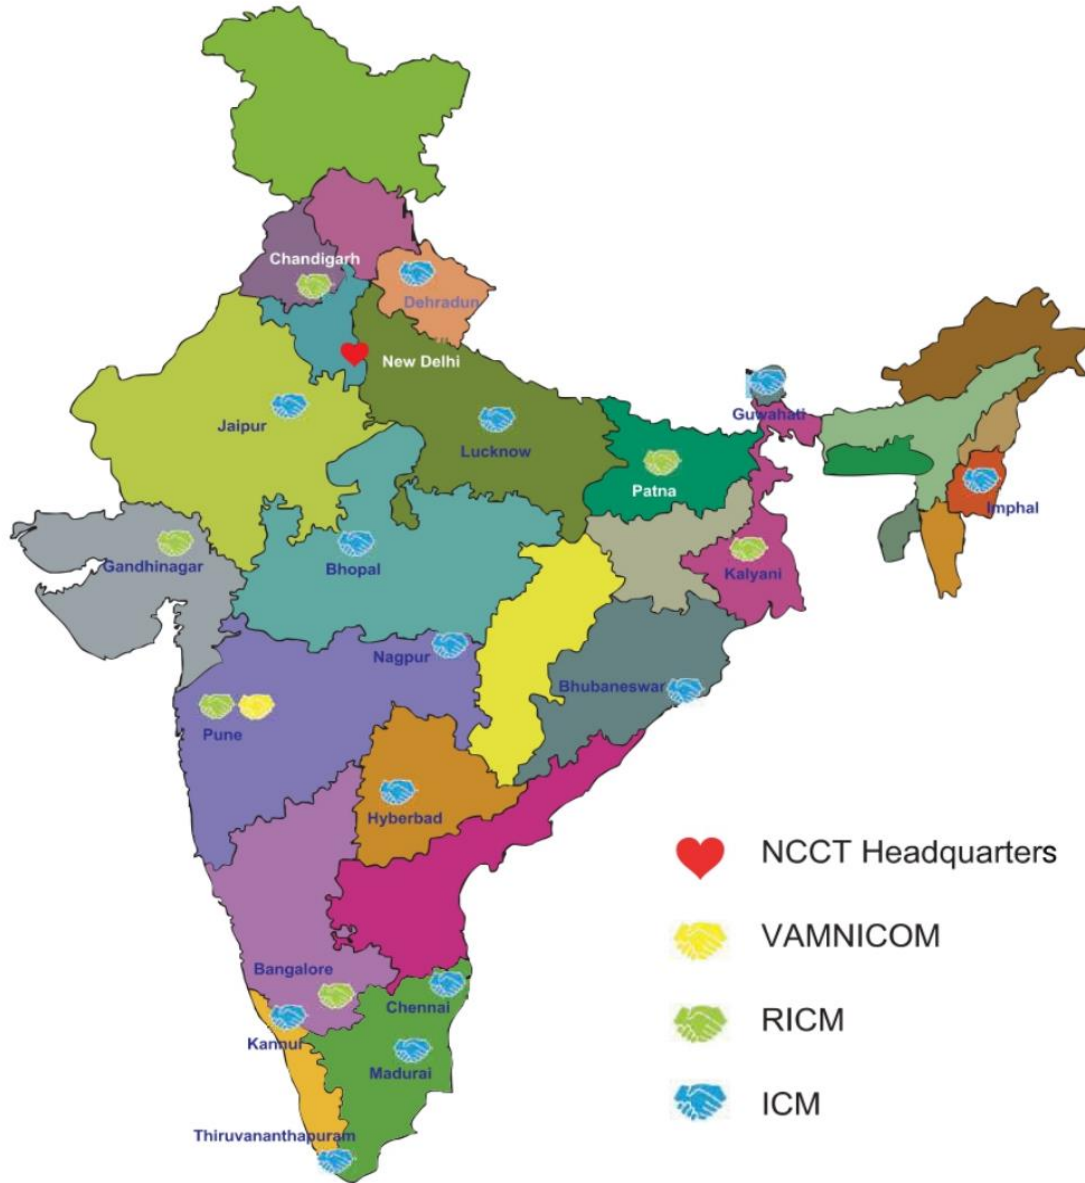 Chandigarh
Dehradun
New Delhi
Guwahati
Jaipur
Lucknow
Patna
Imphal
Gandhinagar
Bhopal
Kalyani
Nagpur
Bhubaneswar
Pune
Hyberbad
NCCT Headquarters
VAMNICOM
Bangalore
Chennai
RICM
Kannur
Madurai
ICM
Thiruvananthapuram